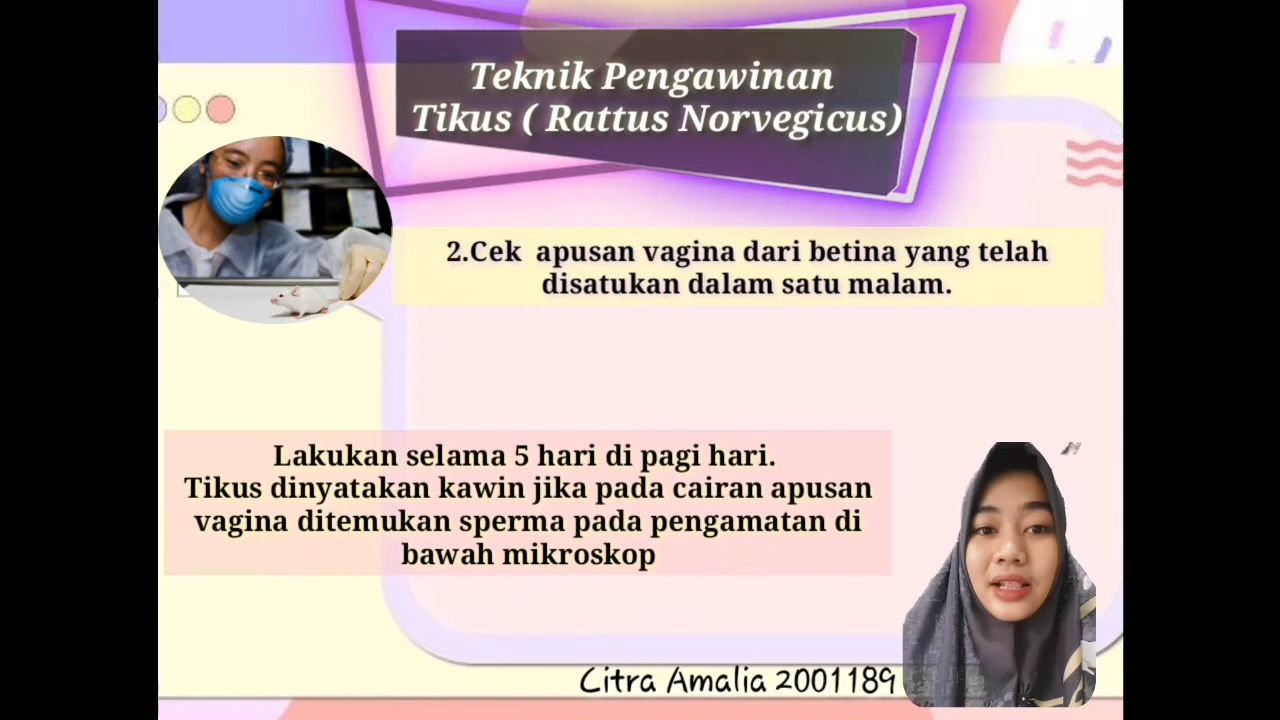 Teknik Pengawinan
Tikus ( Rattus Norvegicus)
2.Cek apusan vagina dari betina yang telah
disatukan dalam satu malam.
Lakukan selama 5 hari di pagi hari.
Tikus dinyatakan kawin jika pada cairan apusan
vagina ditemukan sperma pada pengamatan di
bawah mikroskop
Citra Amalia 2001189